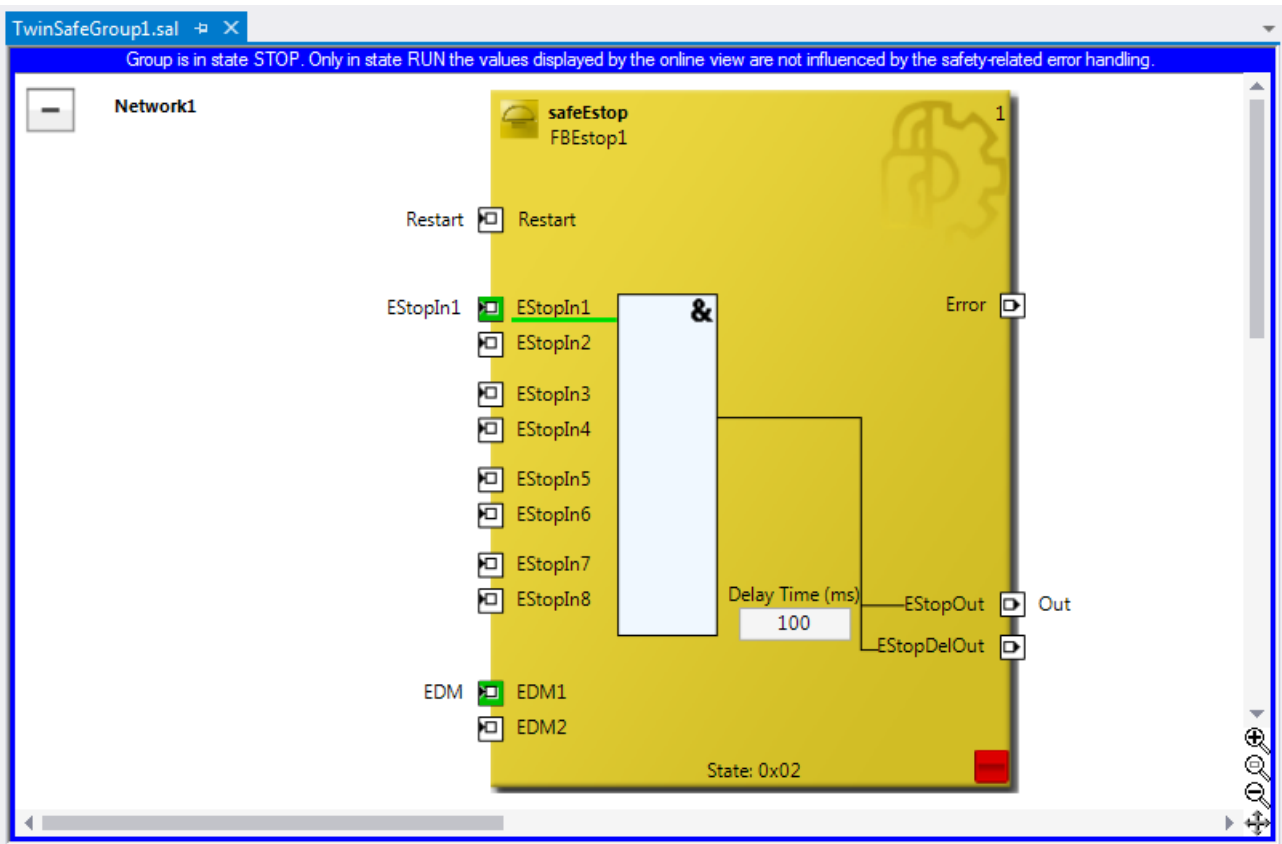 TwinSafeGroup1.sal
Group is in state STOP. Only in state RUN the values displayed by the online view are not influenced by the safety-related error handling.
Network1
safeEstop
FBEstop1
1
Restart
Restart
EStopIn1
EStopIn1
&
Error
EStopIn2
EStopIn3
EStopIn4
EStopIn5
EStopIn6
EStopIn7
EStopIn8
Delay Time (ms)
100
EStopOut
Out
EStopDelOut
EDM
EDM1
EDM2
State: 0x02